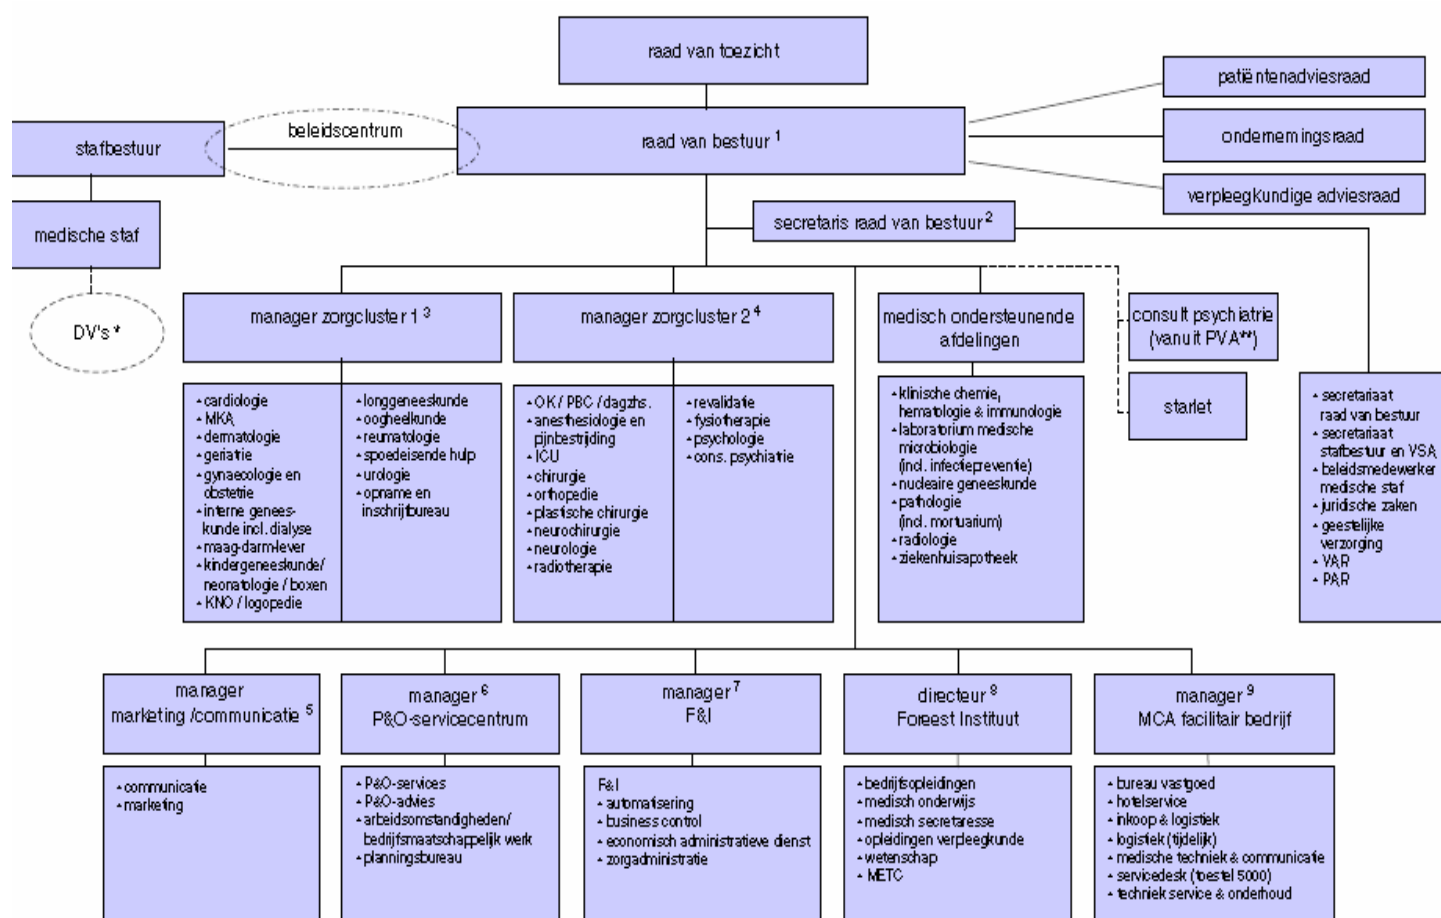 raad van toezicht
patiëntenadviesraad
beleidscentrum
stafbestuur
raad van bestuur 1
ondernemingsraad
verpleegkundige adviesraad
medische staf
secretaris raad van bestuur 2
DV's *
manager zorgcluster 1 3
manager zorgcluster 2 4
medisch ondersteunende
afdelingen
consult psychiatrie
(vanuit PVA**)
starlet
• cardiologie
• MKA
• dermatologie
• geriatrie
• gynaecologie en
obstetrie
• interne genees-
kunde incl. dialyse
• maag-darm-lever
• kindergeneeskunde/
neonatologie / boxen
• KNO / logopedie
• longgeneeskunde
• oogheelkunde
• reumatologie
• spoedeisende hulp
• urologie
• opname en
inschrijfbureau
• OK / PBC / dagzhs.
• anesthesiologie en
pijnbestrijding
• ICU
• chirurgie
• orthopedie
• plastische chirurgie
• neurochirurgie
• neurologie
• radiotherapie
• revalidatie
• fysiotherapie
• psychologie
• cons. psychiatrie
• klinische chemie,
hematologie & immunologie
• laboratorium medische
microbiologie
(incl. infectiepreventie)
• nucleaire geneeskunde
• pathologie
(incl. mortuarium)
• radiologie
• ziekenhuisapotheek
• secretariaat
raad van bestuur
• secretariaat
stafbestuur en VSA
• beleidsmedewerker
medische staf
• juridische zaken
• geestelijke
verzorging
• VAR
• PAR
manager
marketing /communicatie 5
manager 6
P&O-servicecentrum
manager 7
F&I
directeur 8
Foreest Instituut
manager 9
MCA facilitair bedrijf
• communicatie
• marketing
• P&O-services
• P&O-advies
• arbeidsomstandigheden/
bedrijfsmaatschappelijk werk
• planningsbureau
F&I
• automatisering
• business control
• economisch administratieve dienst
• zorgadministratie
• bedrijfsopleidingen
• medisch onderwijs
• medisch secretaresse
• opleidingen verpleegkunde
• wetenschap
• METC
• bureau vastgoed
• hotelservice
• inkoop & logistiek
• logistiek (tijdelijk)
• medische techniek & communicatie
• servicedesk (toestel 5000)
• techniek service & onderhoud